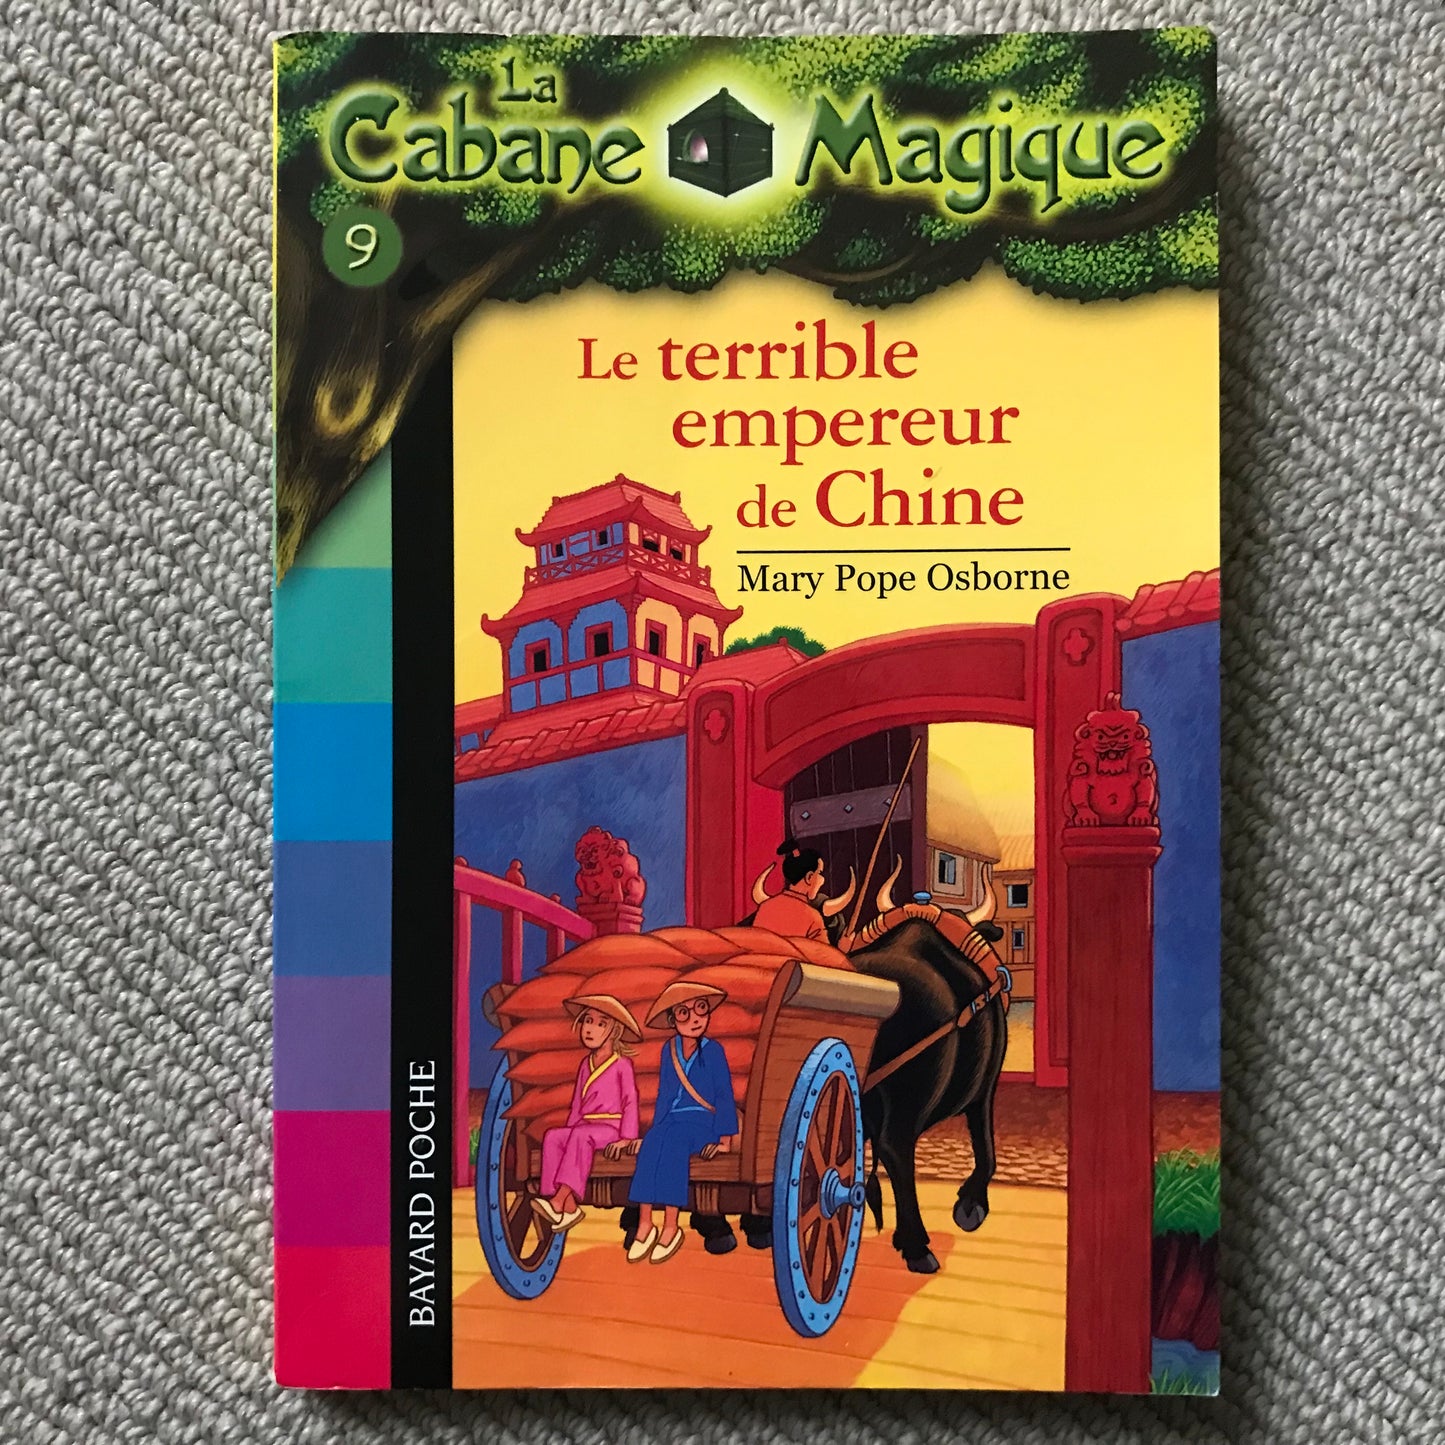 La
Cabane Magique
9
Le terrible
empereur
de Chine
Mary Pope Osborne
BAYARD POCHE